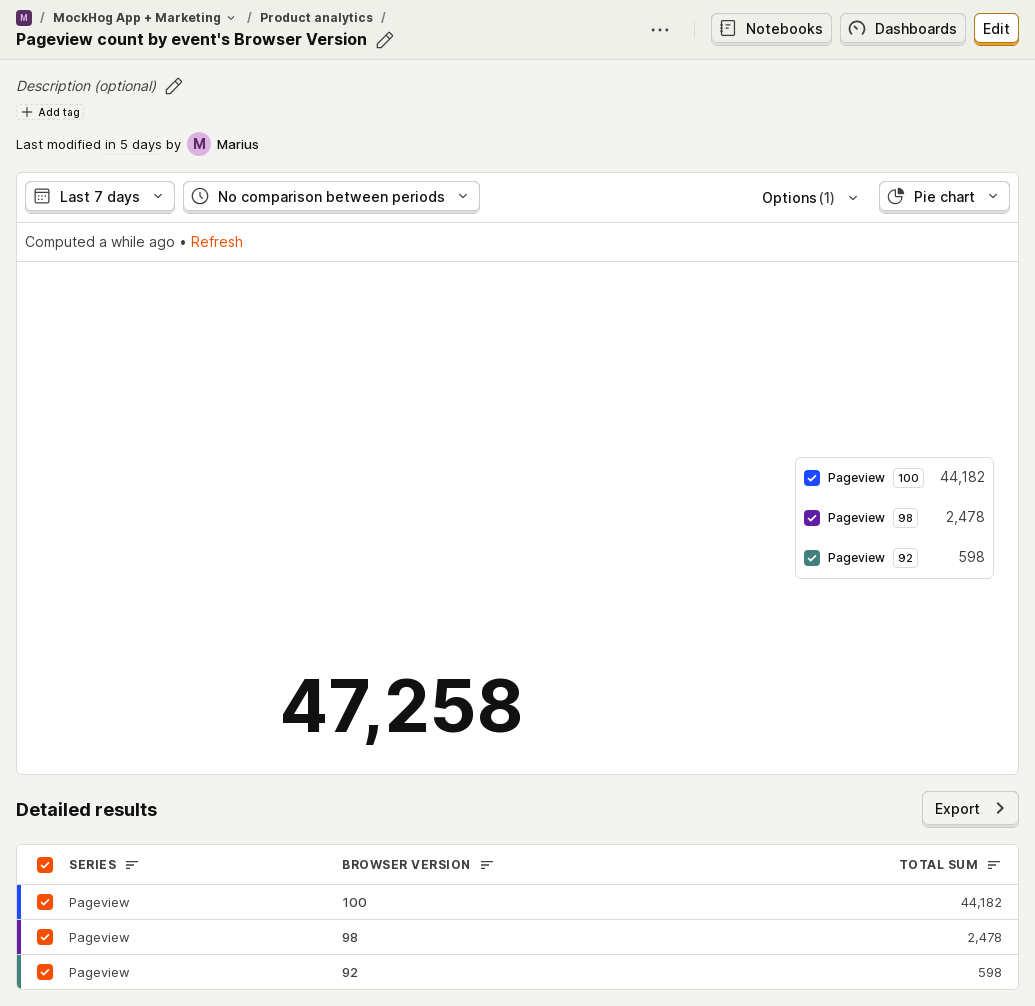 M / MockHog App + Marketing / Product analytics /
Pageview count by event's Browser Version
Notebooks Dashboards Edit
Description (optional)
Add tag
Last modified in 5 days by M Marius
Last 7 days No comparison between periods Options (1) Pie chart
Computed a while ago • Refresh
Pageview 100 44,182
Pageview 98 2,478
Pageview 92 598
47,258
Detailed results Export
SERIES BROWSER VERSION TOTAL SUM
Pageview 100 44,182
Pageview 98 2,478
Pageview 92 598